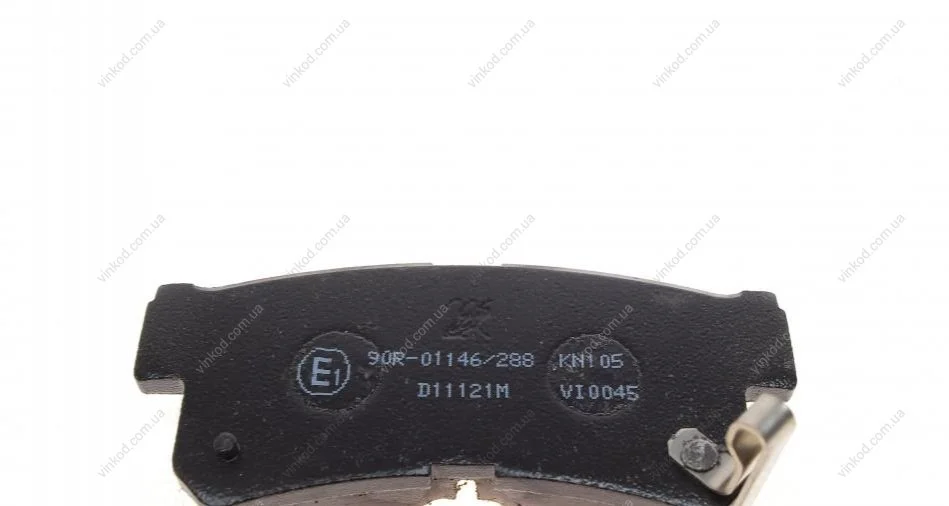 E1 90R-01146/288 KN105
D11121M VI0045
vinkod.com.ua